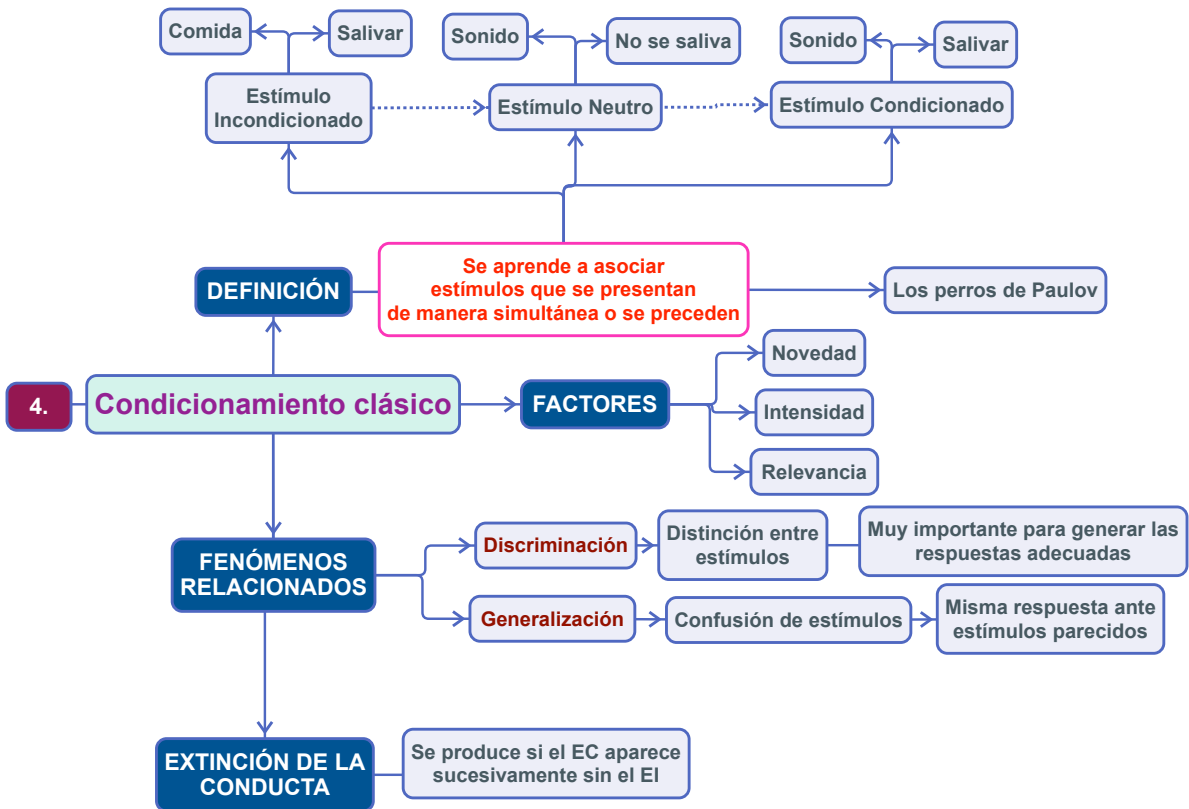 Comida
Salivar
Sonido
No se saliva
Sonido
Salivar
Estímulo
Incondicionado
Estímulo Neutro
Estímulo Condicionado
DEFINICIÓN
Se aprende a asociar
estímulos que se presentan
de manera simultánea o se preceden
Los perros de Paulov
4.
Condicionamiento clásico
FACTORES
Novedad
Intensidad
Relevancia
FENÓMENOS
RELACIONADOS
Discriminación
Distinción entre
estímulos
Muy importante para generar las
respuestas adecuadas
Generalización
Confusión de estímulos
Misma respuesta ante
estímulos parecidos
EXTINCIÓN DE LA
CONDUCTA
Se produce si el EC aparece
sucesivamente sin el EI